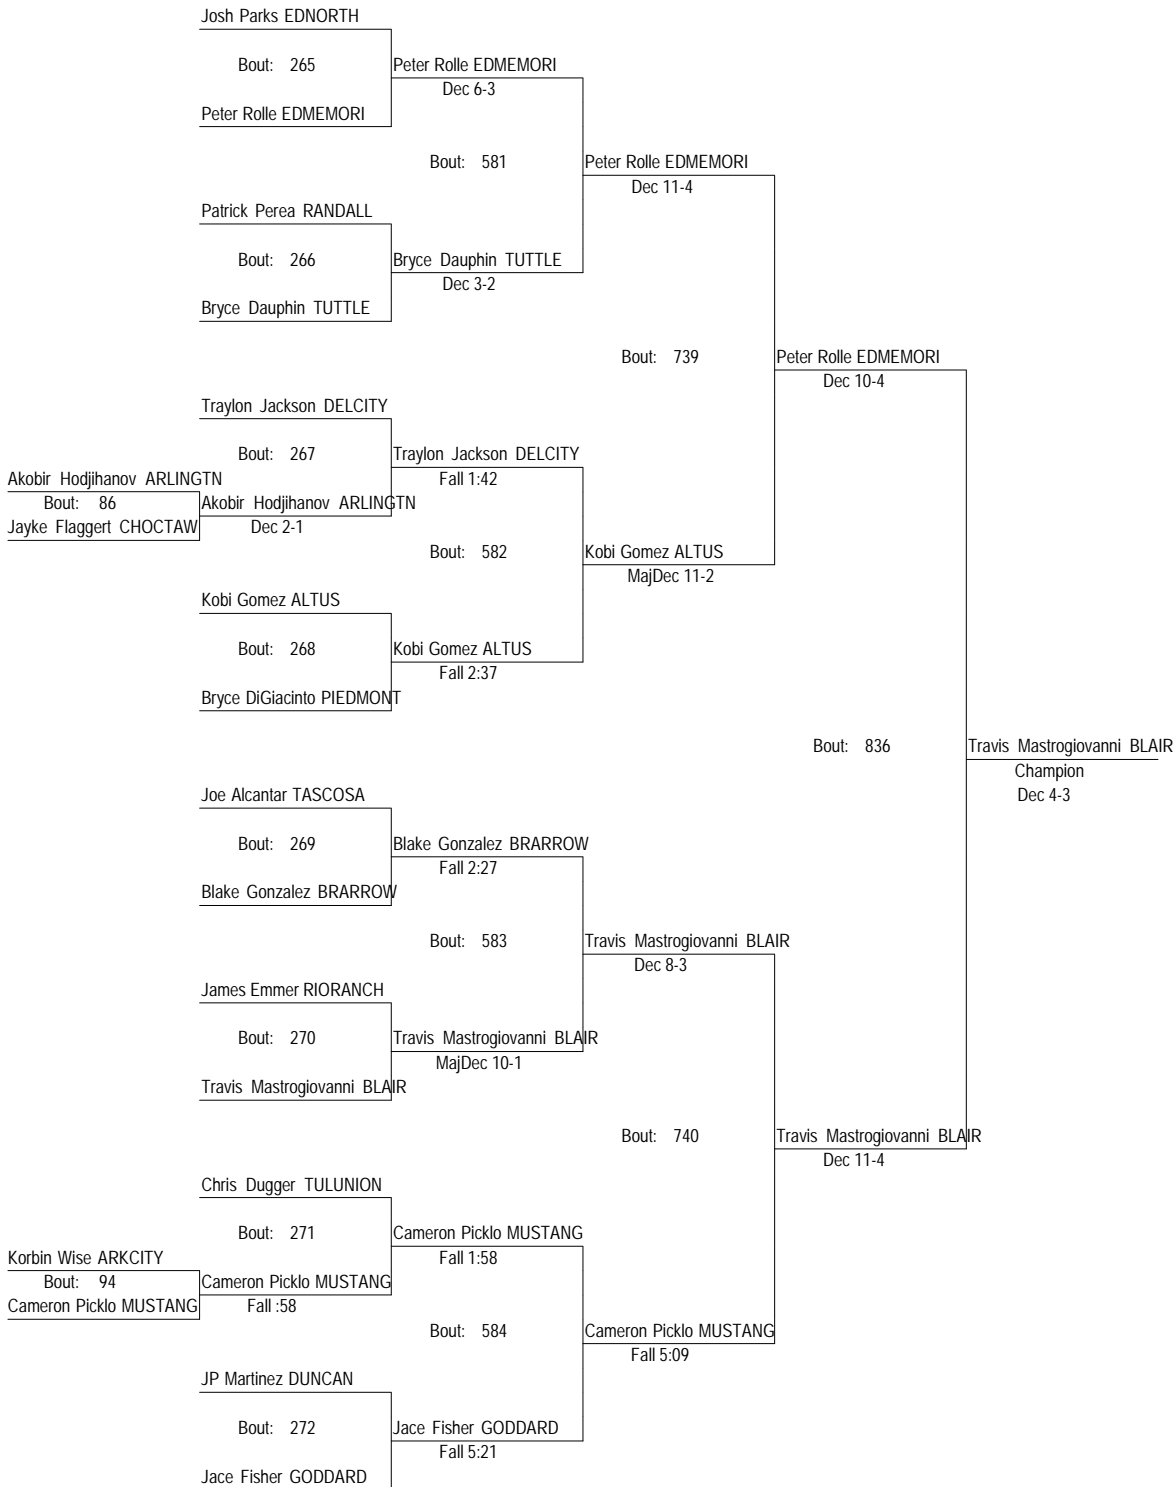 Josh Parks EDNORTH
Bout: 265
Peter Rolle EDMEMORI
Dec 6-3
Peter Rolle EDMEMORI
Bout: 581
Peter Rolle EDMEMORI
Dec 11-4
Patrick Perea RANDALL
Bout: 266
Bryce Dauphin TUTTLE
Dec 3-2
Bryce Dauphin TUTTLE
Bout: 739
Peter Rolle EDMEMORI
Dec 10-4
Traylon Jackson DELCITY
Bout: 267
Traylon Jackson DELCITY
Fall 1:42
Akobir Hodjihanov ARLINGTN
Bout: 86
Akobir Hodjihanov ARLINGTN
Dec 2-1
Jayke Flaggert CHOCTAW
Bout: 582
Kobi Gomez ALTUS
MajDec 11-2
Kobi Gomez ALTUS
Bout: 268
Kobi Gomez ALTUS
Fall 2:37
Bryce DiGiacinto PIEDMONT
Bout: 836
Travis Mastrogiovanni BLAIR
Champion
Dec 4-3
Joe Alcantar TASCOSA
Bout: 269
Blake Gonzalez BRARROW
Fall 2:27
Blake Gonzalez BRARROW
Bout: 583
Travis Mastrogiovanni BLAIR
Dec 8-3
James Emmer RIORANCH
Bout: 270
Travis Mastrogiovanni BLAIR
MajDec 10-1
Travis Mastrogiovanni BLAIR
Bout: 740
Travis Mastrogiovanni BLAIR
Dec 11-4
Chris Dugger TULUNION
Bout: 271
Cameron Picklo MUSTANG
Fall 1:58
Korbin Wise ARKCITY
Bout: 94
Cameron Picklo MUSTANG
Fall :58
Cameron Picklo MUSTANG
Bout: 584
Cameron Picklo MUSTANG
Fall 5:09
JP Martinez DUNCAN
Bout: 272
Jace Fisher GODDARD
Fall 5:21
Jace Fisher GODDARD